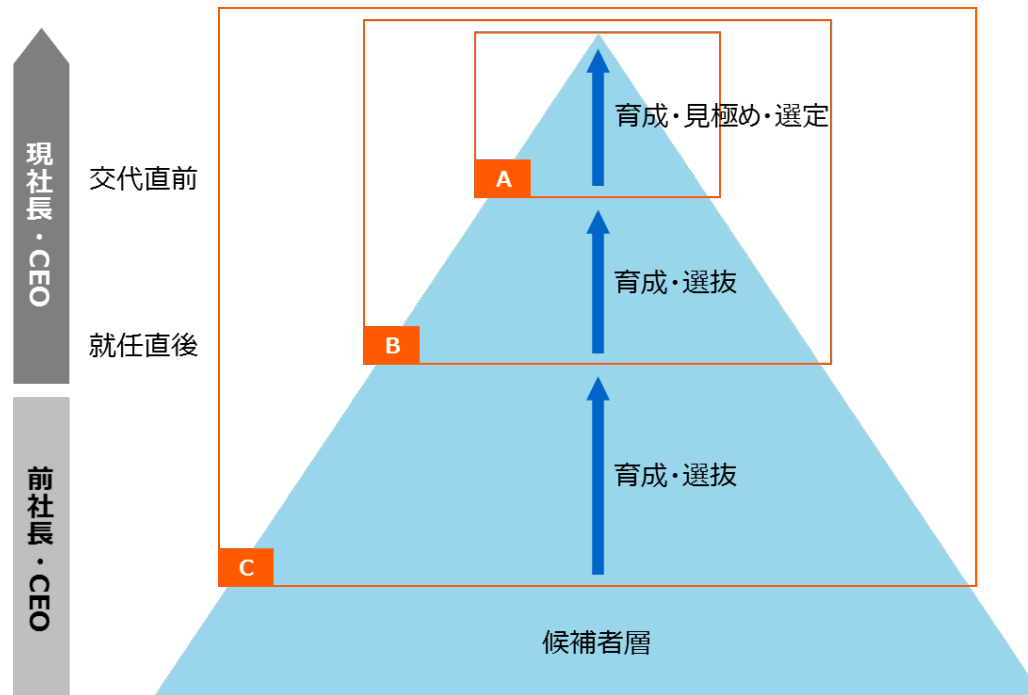 現社長・CEO
前社長・CEO
交代直前
就任直後
育成・見極め・選定
A
育成・選抜
B
育成・選抜
C
候補者層